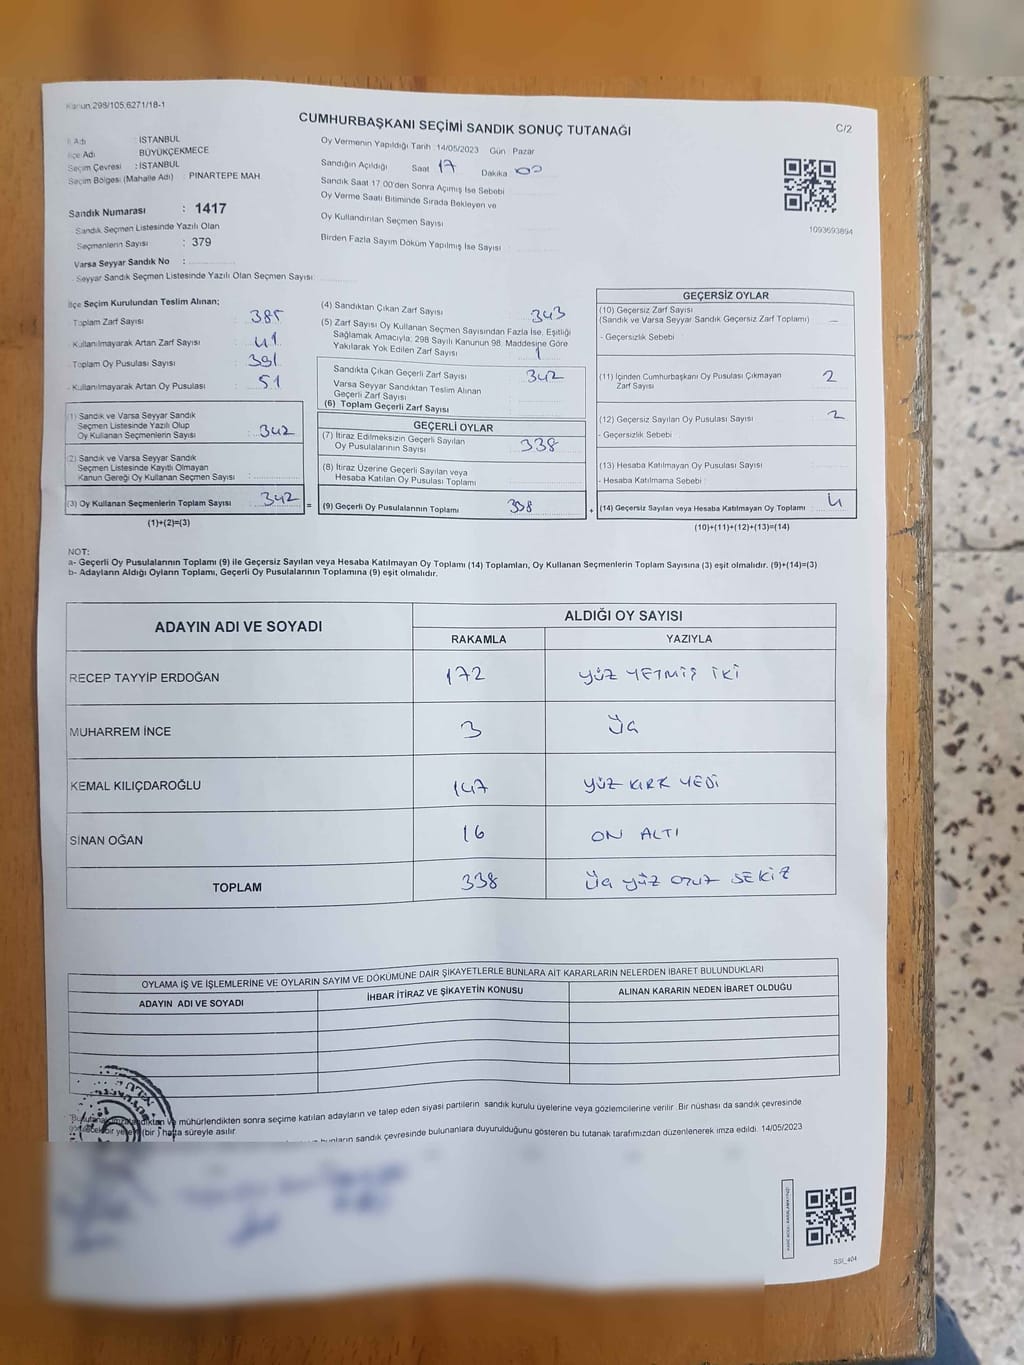 Kanun 298/105,6271/18-1
CUMHURBAŞKANI SEÇİMİ SANDIK SONUÇ TUTANAĞI
C/2
İl Adı : İSTANBUL
İlçe Adı BÜYÜKÇEKMECE
Seçim Çevresi : İSTANBUL
Seçim Bölgesi (Mahalle Adı) : PINARTEPE MAH.
Sandık Numarası : 1417
Sandık Seçmen Listesinde Yazılı Olan
Seçmenlerin Sayısı : 379
Varsa Seyyar Sandık No :
Seyyar Sandık Seçmen Listesinde Yazılı Olan Seçmen Sayısı:
Oy Vermenin Yapıldığı Tarih : 14/05/2023 Gün Pazar
Sandığın Açıldığı Saat 17 Dakika 00
Sandık Saat 17.00'den Sonra Açımış İse Sebebi
Oy Verme Saati Bitiminde Sırada Bekleyen ve
Oy Kullandırılan Seçmen Sayısı
Birden Fazla Sayım Döküm Yapılmış İse Sayısı
1093693894
İlçe Seçim Kurulundan Teslim Alınan;
Toplam Zarf Sayısı : 385
- Kullanılmayarak Artan Zarf Sayısı : 41
Toplam Oy Pusulası Sayısı : 391
- Kullanılmayarak Artan Oy Pusulası : 51
(1) Sandık ve Varsa Seyyar Sandık
Seçmen Listesinde Yazılı Olup
Oy Kullanan Seçmenlerin Sayısı : 342
(2) Sandık ve Varsa Seyyar Sandık
Seçmen Listesinde Kayıtlı Olmayan
Kanun Gereği Oy Kullanan Seçmen Sayısı :
(3) Oy Kullanan Seçmenlerin Toplam Sayısı : 342 =
(1)+(2)=(3)
(4) Sandıktan Çıkan Zarf Sayısı 343
(5) Zarf Sayısı Oy Kullanan Seçmen Sayısından Fazla İse, Eşitliği
Sağlamak Amacıyla, 298 Sayılı Kanunun 98. Maddesine Göre
Yakılarak Yok Edilen Zarf Sayısı 1
Sandıkta Çıkan Geçerli Zarf Sayısı 342
Varsa Seyyar Sandıktan Teslim Alınan
Geçerli Zarf Sayısı
(6) Toplam Geçerli Zarf Sayısı
GEÇERLİ OYLAR
(7) İtiraz Edilmeksizin Geçerli Sayılan
Oy Pusulalarının Sayısı 338
(8) İtiraz Üzerine Geçerli Sayılan veya
Hesaba Katılan Oy Pusulası Toplamı
(9) Geçerli Oy Pusulalarının Toplamı 338 +
GEÇERSİZ OYLAR
(10) Geçersiz Zarf Sayısı
(Sandık ve Varsa Seyyar Sandık Geçersiz Zarf Toplamı) —
- Geçersizlik Sebebi :
(11) İçinden Cumhurbaşkanı Oy Pusulası Çıkmayan
Zarf Sayısı 2
(12) Geçersiz Sayılan Oy Pusulası Sayısı 2
- Geçersizlik Sebebi :
(13) Hesaba Katılmayan Oy Pusulası Sayısı
- Hesaba Katılmama Sebebi :
(14) Geçersiz Sayılan veya Hesaba Katılmayan Oy Toplamı : 4
(10)+(11)+(12)+(13)=(14)
NOT:
a- Geçerli Oy Pusulalarının Toplamı (9) ile Geçersiz Sayılan veya Hesaba Katılmayan Oy Toplamı (14) Toplamları, Oy Kullanan Seçmenlerin Toplam Sayısına (3) eşit olmalıdır. (9)+(14)=(3)
b- Adayların Aldığı Oyların Toplamı, Geçerli Oy Pusulalarının Toplamına (9) eşit olmalıdır.
ADAYIN ADI VE SOYADI ALDIĞI OY SAYISI
RAKAMLA YAZIYLA
RECEP TAYYİP ERDOĞAN 172 YÜZ YETMİŞ İKİ
MUHARREM İNCE 3 Üç
KEMAL KILIÇDAROĞLU 147 YÜZ KIRK YEDİ
SİNAN OĞAN 16 ON ALTI
TOPLAM 338 Üç yüz OTUZ SEKİZ
OYLAMA İŞ VE İŞLEMLERİNE VE OYLARIN SAYIM VE DÖKÜMÜNE DAİR ŞİKAYETLERLE BUNLARA AİT KARARLARIN NELERDEN İBARET BULUNDUKLARI
ADAYIN ADI VE SOYADI İHBAR İTİRAZ VE ŞİKAYETİN KONUSU ALINAN KARARIN NEDEN İBARET OLDUĞU
mühürlendikten sonra seçime katılan adayların ve talep eden siyasi partilerin sandık kurulu üyelerine veya gözlemcilerine verilir. Bir nüshası da sandık çevresinde
(bir) hafta süreyle asılır.
sandık çevresinde bulunanlara duyurulduğunu gösteren bu tutanak tarafımızdan düzenlenerek imza edildi. 14/05/2023
SSI_404